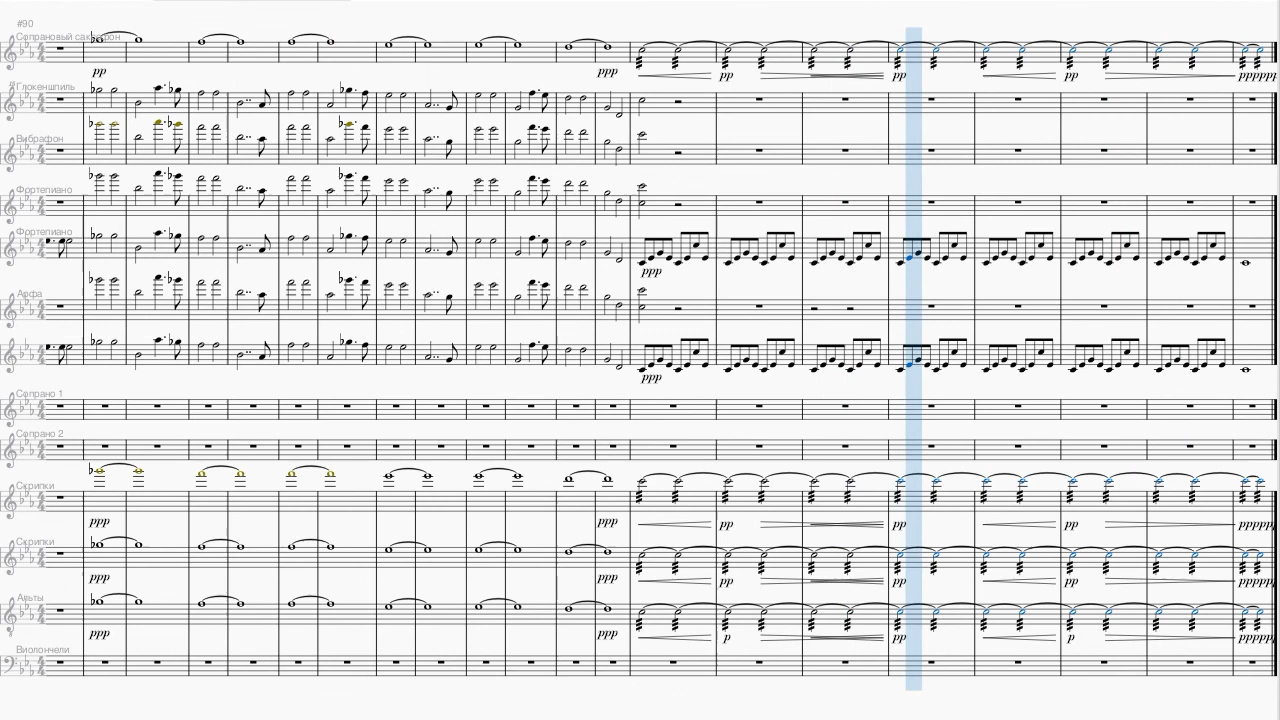 #90
Сопрановый саксофон
pp
ppp
pp
pp
pp
pppppp
Глокеншпиль
Вибрафон
Фортепиано
Фортепиано
ppp
Арфа
ppp
Сопрано 1
Сопрано 2
Скрипки
ppp
ppp
pp
pp
pp
pppppp
Скрипки
ppp
ppp
pp
pp
pp
pppppp
Альты
ppp
ppp
p
pp
p
pppppp
Виолончели